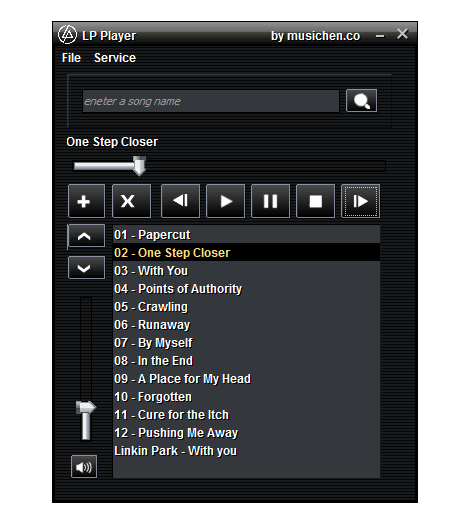 LP Player by musichen.co
File Service
eneter a song name
One Step Closer
01 - Papercut
02 - One Step Closer
03 - With You
04 - Points of Authority
05 - Crawling
06 - Runaway
07 - By Myself
08 - In the End
09 - A Place for My Head
10 - Forgotten
11 - Cure for the Itch
12 - Pushing Me Away
Linkin Park - With you